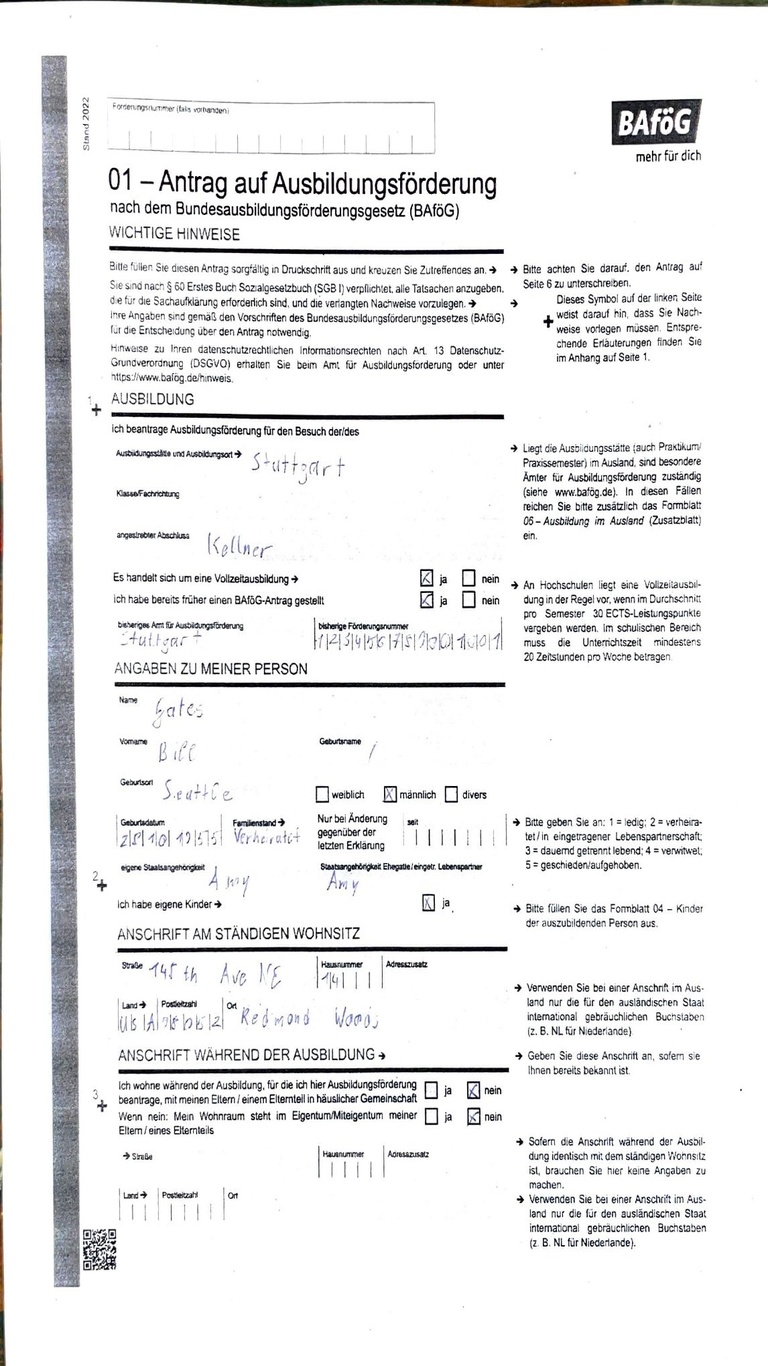 Stand 2022
Förderungsnummer (falls vorhanden)
BAföG
mehr für dich
01 – Antrag auf Ausbildungsförderung
nach dem Bundesausbildungsförderungsgesetz (BAföG)
WICHTIGE HINWEISE
Bitte füllen Sie diesen Antrag sorgfältig in Druckschrift aus und kreuzen Sie Zutreffendes an. →
Sie sind nach § 60 Erstes Buch Sozialgesetzbuch (SGB I) verpflichtet, alle Tatsachen anzugeben,
die für die Sachaufklärung erforderlich sind, und die verlangten Nachweise vorzulegen. →
Ihre Angaben sind gemäß den Vorschriften des Bundesausbildungsförderungsgesetzes (BAföG)
für die Entscheidung über den Antrag notwendig.
Hinweise zu Ihren datenschutzrechtlichen Informationsrechten nach Art. 13 Datenschutz-
Grundverordnung (DSGVO) erhalten Sie beim Amt für Ausbildungsförderung oder unter
https://www.bafög.de/hinweis.
→ Bitte achten Sie darauf, den Antrag auf
Seite 6 zu unterschreiben.
→ Dieses Symbol auf der linken Seite
+ weist darauf hin, dass Sie Nach-
weise vorlegen müssen. Entspre-
chende Erläuterungen finden Sie
im Anhang auf Seite 1.
1 +
AUSBILDUNG
Ich beantrage Ausbildungsförderung für den Besuch der/des
Ausbildungsstätte und Ausbildungsort → Stuttgart
Klasse/Fachrichtung
angestrebter Abschluss Kellner
→ Liegt die Ausbildungsstätte (auch Praktikum/
Praxissemester) im Ausland, sind besondere
Ämter für Ausbildungsförderung zuständig
(siehe www.bafög.de). In diesen Fällen
reichen Sie bitte zusätzlich das Formblatt
06 – Ausbildung im Ausland (Zusatzblatt)
ein.
Es handelt sich um eine Vollzeitausbildung → ☒ ja ☐ nein
Ich habe bereits früher einen BAföG-Antrag gestellt ☒ ja ☐ nein
→ An Hochschulen liegt eine Vollzeitausbil-
dung in der Regel vor, wenn im Durchschnitt
pro Semester 30 ECTS-Leistungspunkte
vergeben werden. Im schulischen Bereich
muss die Unterrichtszeit mindestens
20 Zeitstunden pro Woche betragen.
bisheriges Amt für Ausbildungsförderung bisherige Förderungsnummer
Stuttgart
ANGABEN ZU MEINER PERSON
Name
Gates
Vorname Geburtsname
Bill /
Geburtsort Seattle
☐ weiblich ☒ männlich ☐ divers
Geburtsdatum Familienstand → Nur bei Änderung gegenüber der letzten Erklärung seit
Verheiratet
→ Bitte geben Sie an: 1 = ledig; 2 = verheira-
tet / in eingetragener Lebenspartnerschaft;
3 = dauernd getrennt lebend; 4 = verwitwet;
5 = geschieden/aufgehoben.
2 +
eigene Staatsangehörigkeit Staatsangehörigkeit Ehegatte/eingetr. Lebenspartner
Amy Amy
Ich habe eigene Kinder → ☒ ja
→ Bitte füllen Sie das Formblatt 04 – Kinder
der auszubildenden Person aus.
ANSCHRIFT AM STÄNDIGEN WOHNSITZ
Straße Hausnummer Adresszusatz
145 th Ave NE 14
Land → Postleitzahl Ort
USA Redmond Woods
→ Verwenden Sie bei einer Anschrift im Aus-
land nur die für den ausländischen Staat
international gebräuchlichen Buchstaben
(z. B. NL für Niederlande).
ANSCHRIFT WÄHREND DER AUSBILDUNG →
→ Geben Sie diese Anschrift an, sofern sie
Ihnen bereits bekannt ist.
3 +
Ich wohne während der Ausbildung, für die ich hier Ausbildungsförderung
beantrage, mit meinen Eltern / einem Elternteil in häuslicher Gemeinschaft ☐ ja ☒ nein
Wenn nein: Mein Wohnraum steht im Eigentum/Miteigentum meiner ☐ ja ☒ nein
Eltern / eines Elternteils
→ Straße Hausnummer Adresszusatz
Land → Postleitzahl Ort
→ Sofern die Anschrift während der Ausbil-
dung identisch mit dem ständigen Wohnsitz
ist, brauchen Sie hier keine Angaben zu
machen.
→ Verwenden Sie bei einer Anschrift im Aus-
land nur die für den ausländischen Staat
international gebräuchlichen Buchstaben
(z. B. NL für Niederlande).